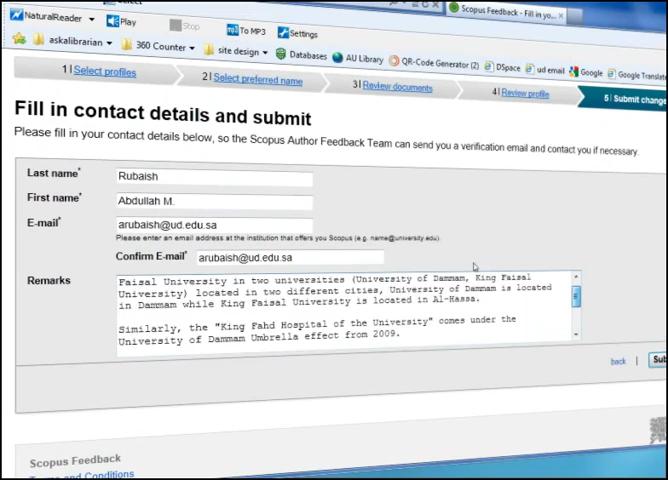 Select
Scopus Feedback - Fill in yo...
NaturalReader
Play
Stop
To MP3
Settings
askalibrarian
360 Counter
site design
Databases
AU Library
QR-Code Generator (2)
DSpace
ud email
Google
Google Translate
1 | Select profiles
2 | Select preferred name
3 | Review documents
4 | Review profile
5 | Submit change
Fill in contact details and submit
Please fill in your contact details below, so the Scopus Author Feedback Team can send you a verification email and contact you if necessary.
Last name*
Rubaish
First name*
Abdullah M.
E-mail*
arubaish@ud.edu.sa
Please enter an email address at the institution that offers you Scopus (e.g. name@university.edu).
Confirm E-mail*
arubaish@ud.edu.sa
Remarks
Faisal University in two universities (University of Dammam, King Faisal
University) located in two different cities, University of Dammam is located
in Dammam while King Faisal University is located in Al-Hassa.
Similarly, the "King Fahd Hospital of the University" comes under the
University of Dammam Umbrella effect from 2009.
back
|
Sub
Scopus Feedback
Terms and Conditions